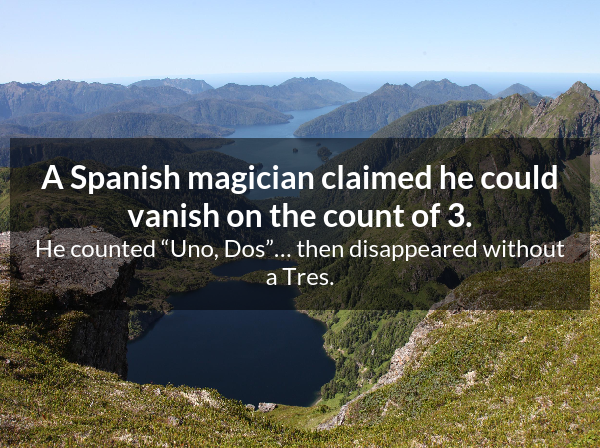 A Spanish magician claimed he could
vanish on the count of 3.
He counted “Uno, Dos”... then disappeared without
a Tres.